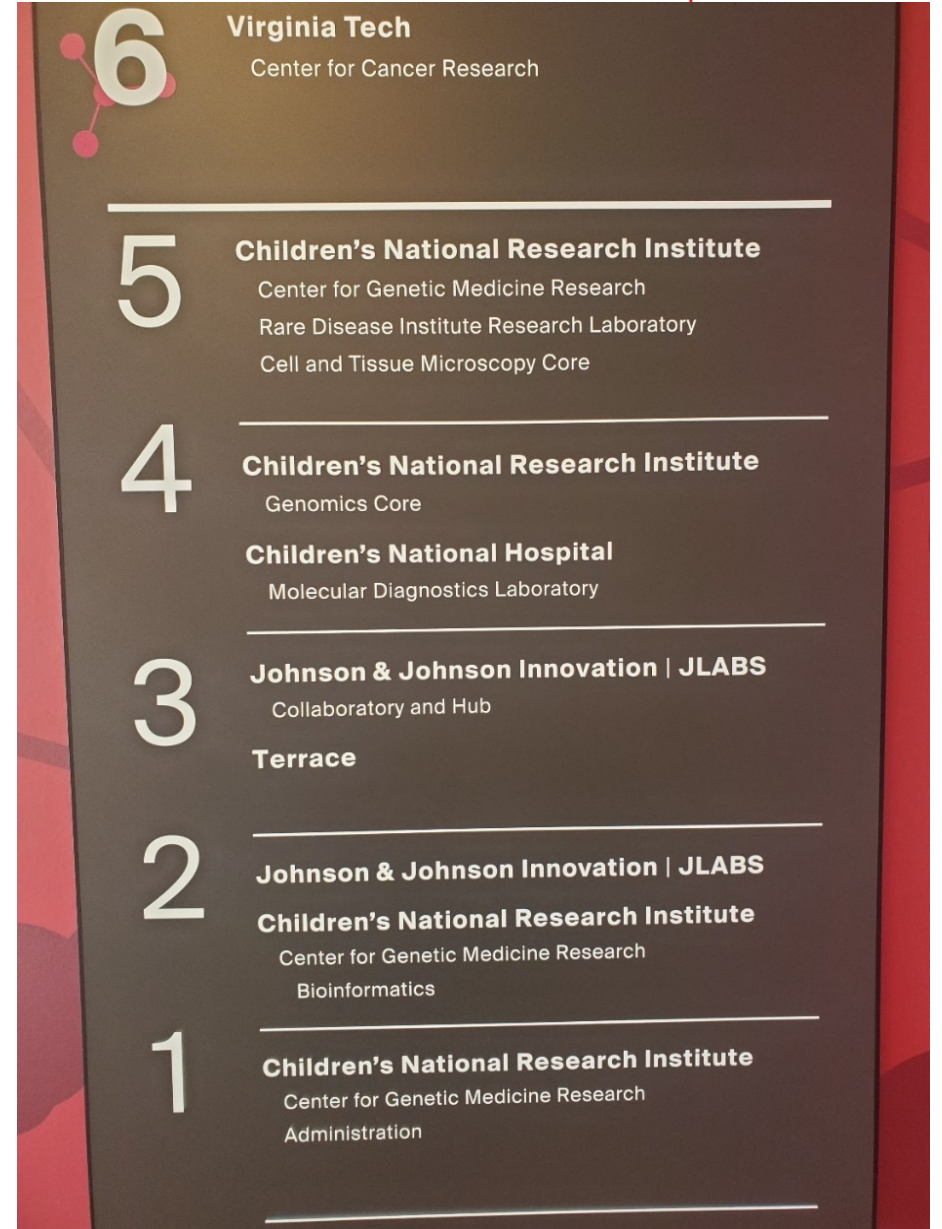 6
Virginia Tech
Center for Cancer Research
5
Children’s National Research Institute
Center for Genetic Medicine Research
Rare Disease Institute Research Laboratory
Cell and Tissue Microscopy Core
4
Children’s National Research Institute
Genomics Core
Children’s National Hospital
Molecular Diagnostics Laboratory
3
Johnson & Johnson Innovation | JLABS
Collaboratory and Hub
Terrace
2
Johnson & Johnson Innovation | JLABS
Children’s National Research Institute
Center for Genetic Medicine Research
Bioinformatics
1
Children’s National Research Institute
Center for Genetic Medicine Research
Administration